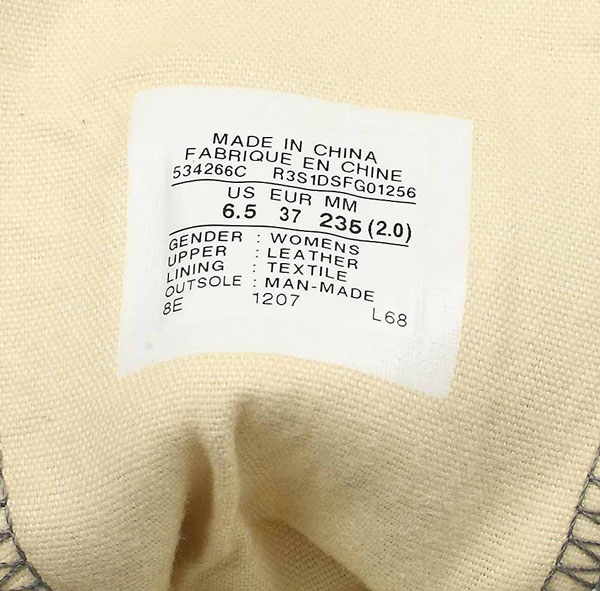 MADE IN CHINA
FABRIQUE EN CHINE
534266C R3S1DSFG01256
US EUR MM
6.5 37 235 (2.0)
GENDER : WOMENS
UPPER : LEATHER
LINING : TEXTILE
OUTSOLE : MAN-MADE
8E 1207 L68